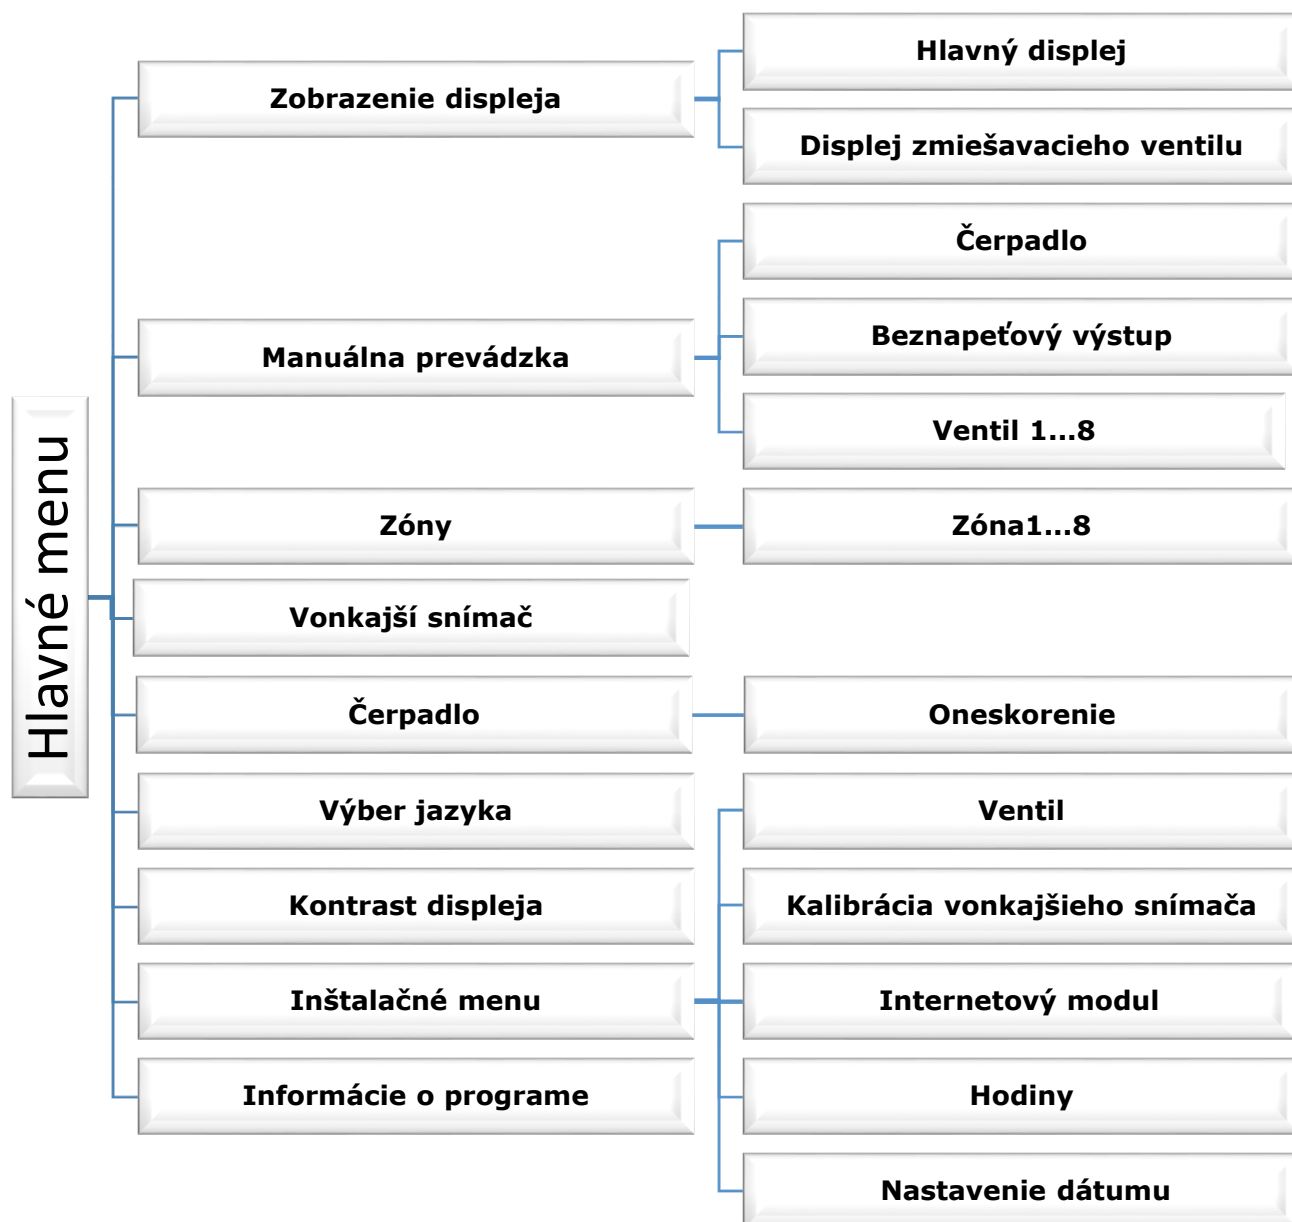 Hlavné menu
Zobrazenie displeja
Hlavný displej
Displej zmiešavacieho ventilu
Manuálna prevádzka
Čerpadlo
Beznapeťový výstup
Ventil 1...8
Zóny
Zóna1...8
Vonkajší snímač
Čerpadlo
Oneskorenie
Výber jazyka
Kontrast displeja
Inštalačné menu
Ventil
Kalibrácia vonkajšieho snímača
Internetový modul
Hodiny
Nastavenie dátumu
Informácie o programe